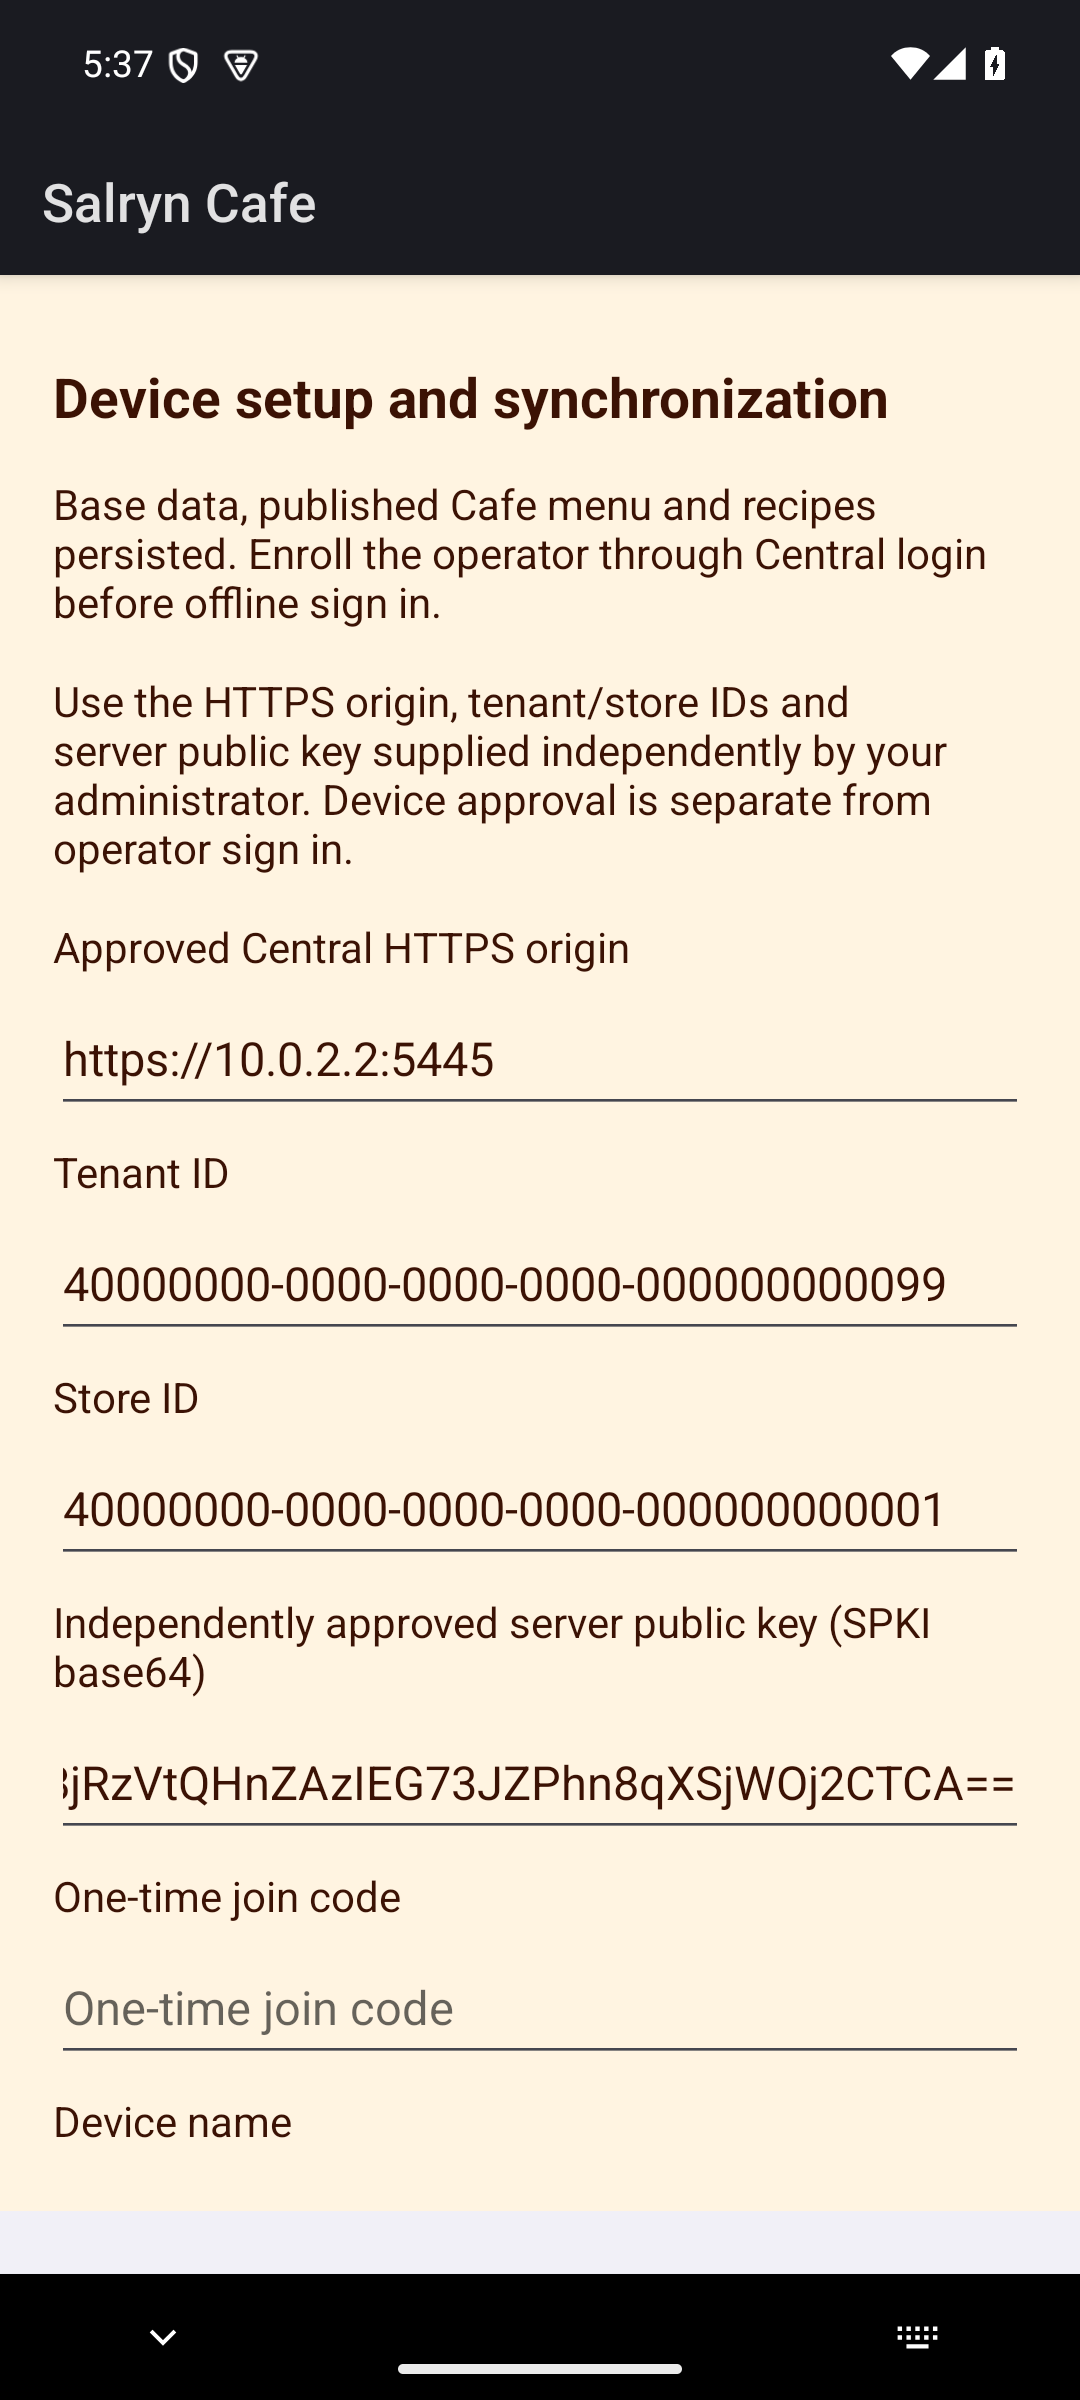 5:37
Salryn Cafe
Device setup and synchronization
Base data, published Cafe menu and recipes
persisted. Enroll the operator through Central login
before offline sign in.
Use the HTTPS origin, tenant/store IDs and
server public key supplied independently by your
administrator. Device approval is separate from
operator sign in.
Approved Central HTTPS origin
https://10.0.2.2:5445
Tenant ID
40000000-0000-0000-0000-000000000099
Store ID
40000000-0000-0000-0000-000000000001
Independently approved server public key (SPKI
base64)
jRzVtQHnZAzIEG73JZPhn8qXSjWOj2CTCA==
One-time join code
One-time join code
Device name